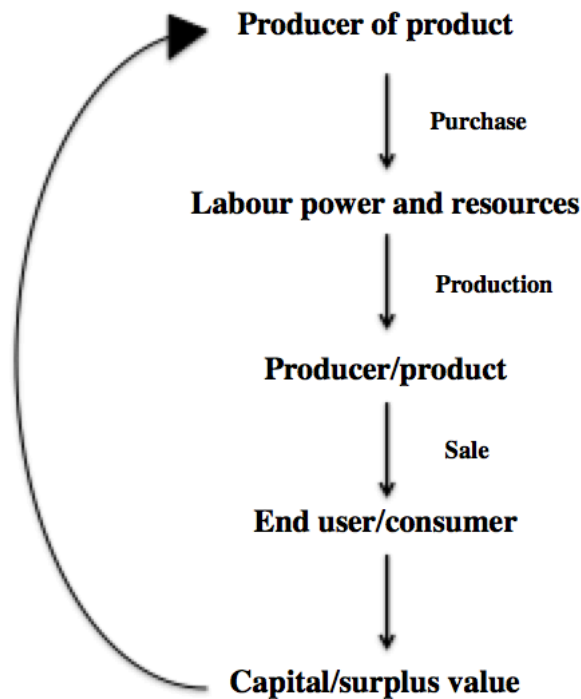 Producer of product
Purchase
Labour power and resources
Production
Producer/product
Sale
End user/consumer
Capital/surplus value